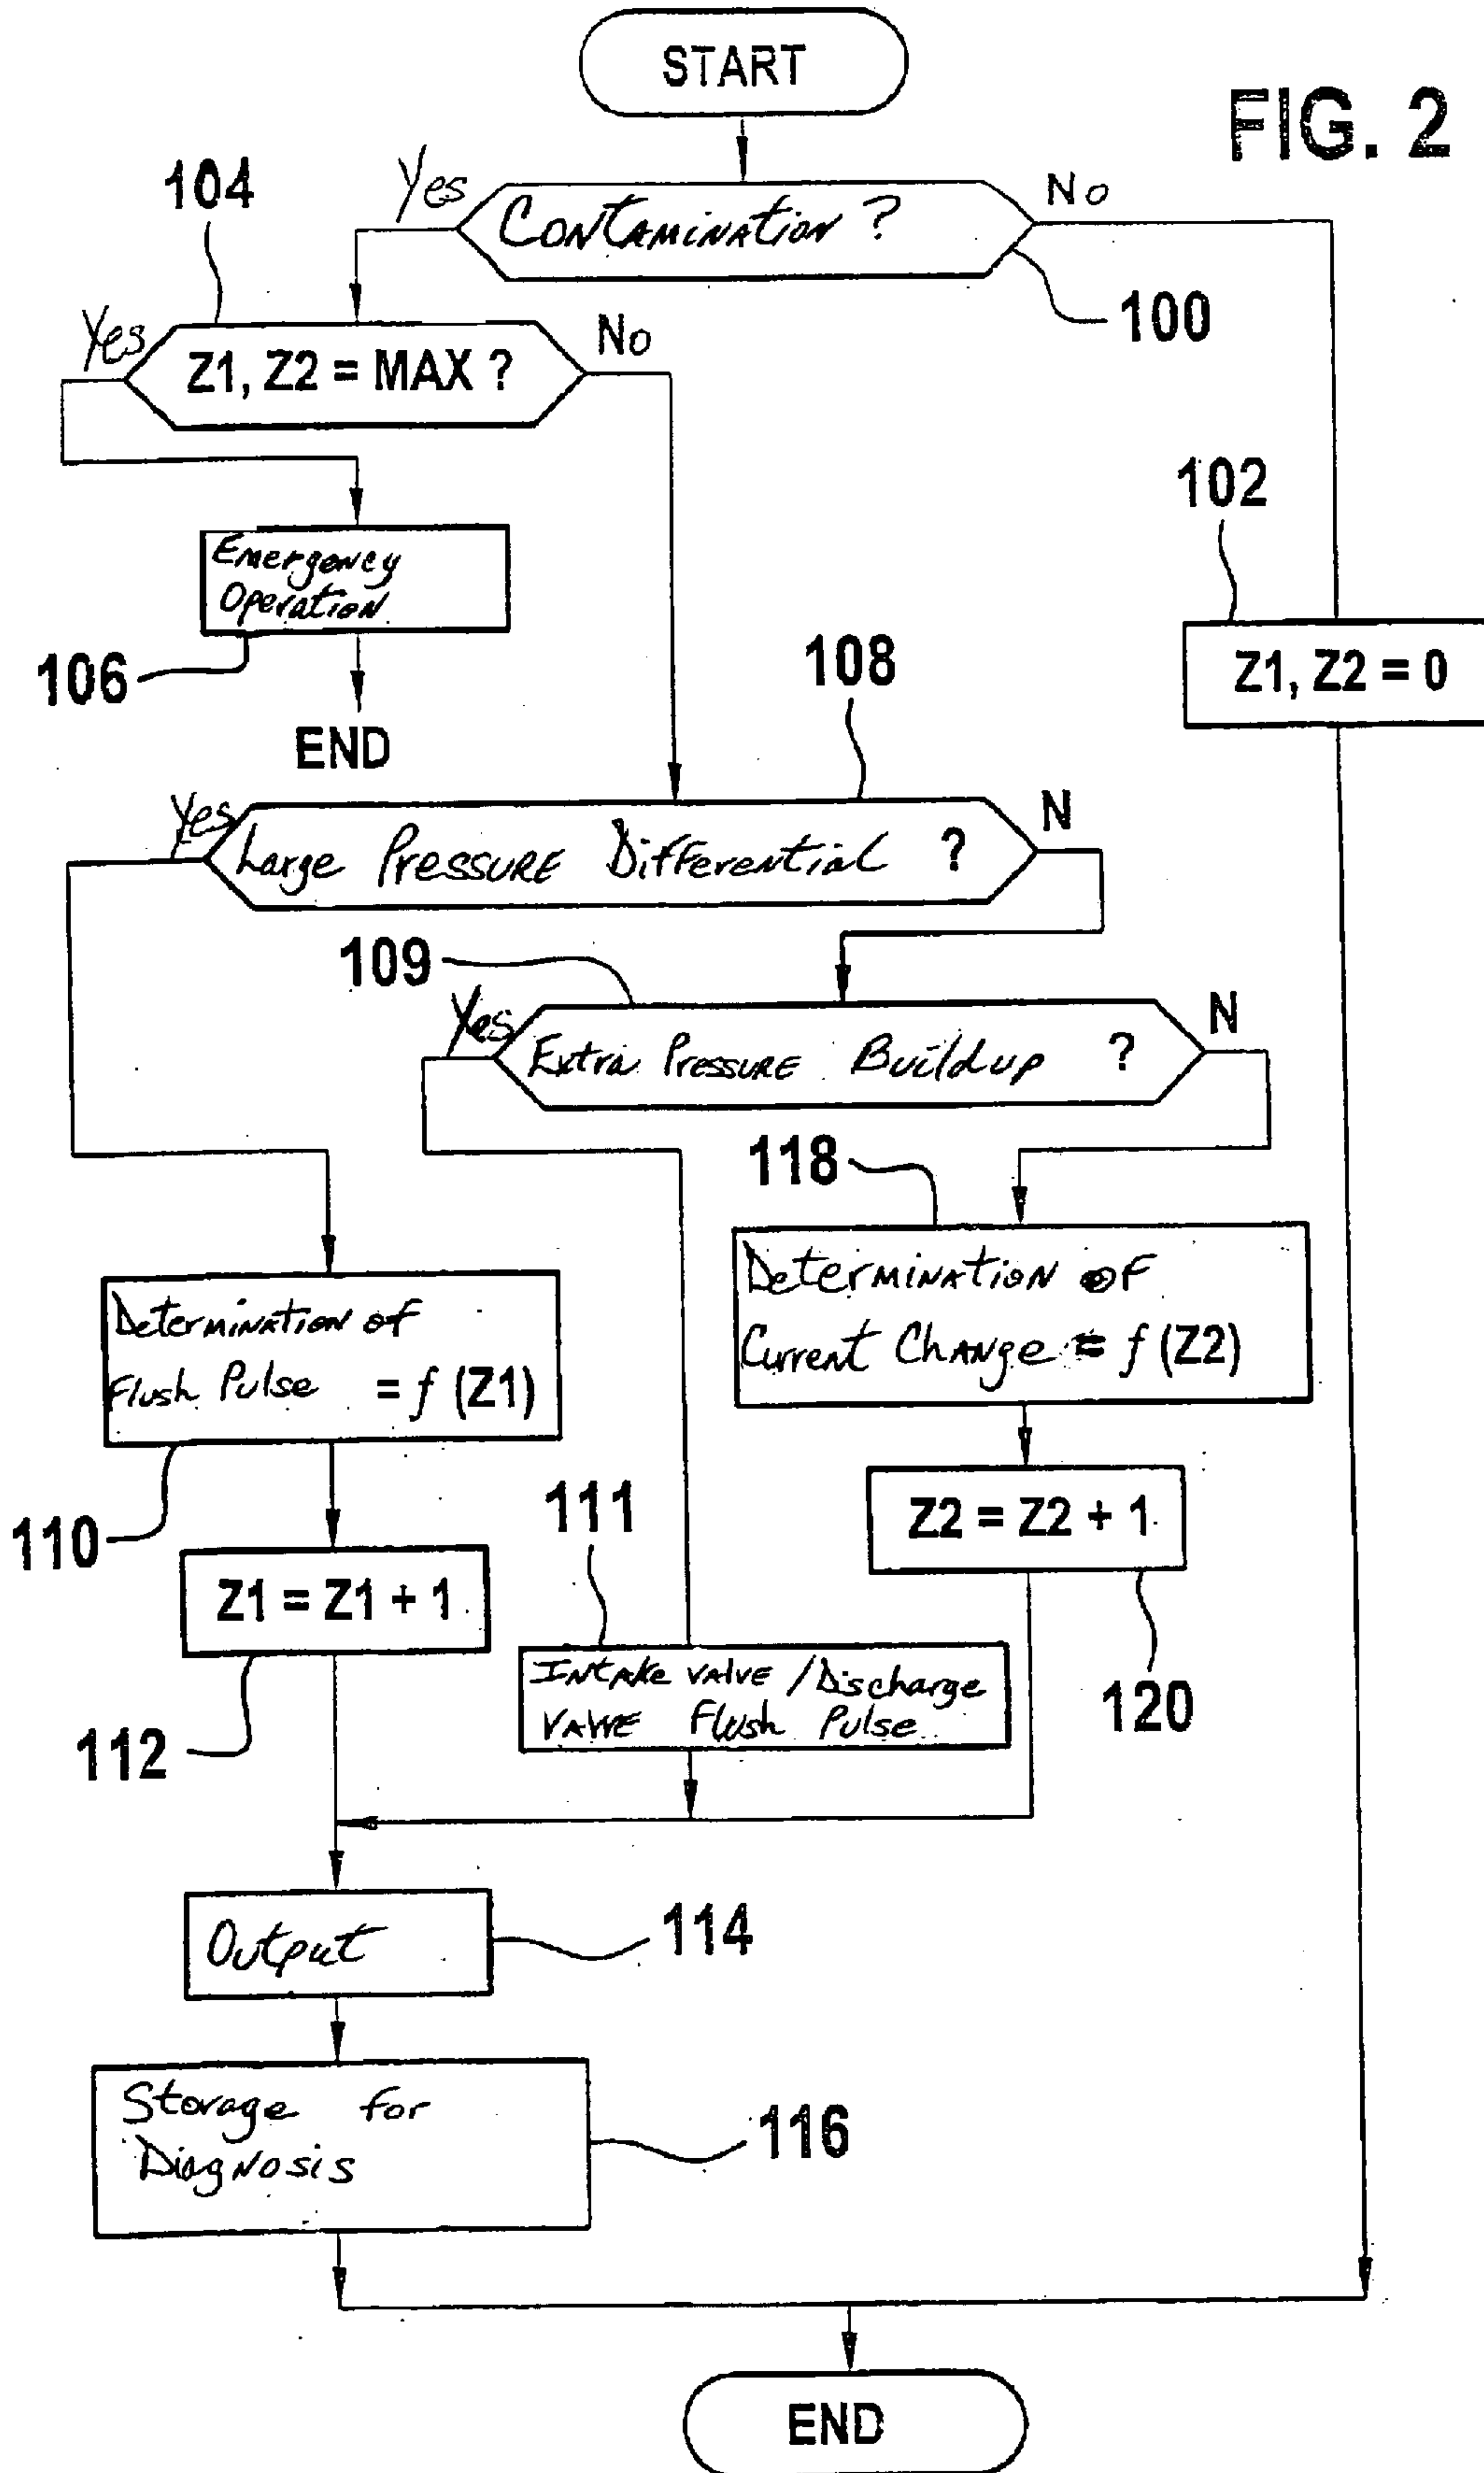 START
FIG. 2
104
Yes
Contamination ?
No
100
Yes
Z1, Z2 = MAX ?
No
102
Emergency
Operation
Z1, Z2 = 0
106
108
END
Yes
Large Pressure Differential ?
N
109
Yes
Extra Pressure Buildup ?
N
118
Determination of
Current Change = f (Z2)
Determination of
Flush Pulse = f (Z1)
110
111
Z2 = Z2 + 1
Z1 = Z1 + 1
Intake valve / Discharge
Valve Flush Pulse
120
112
Output
114
Storage for
Diagnosis
116
END